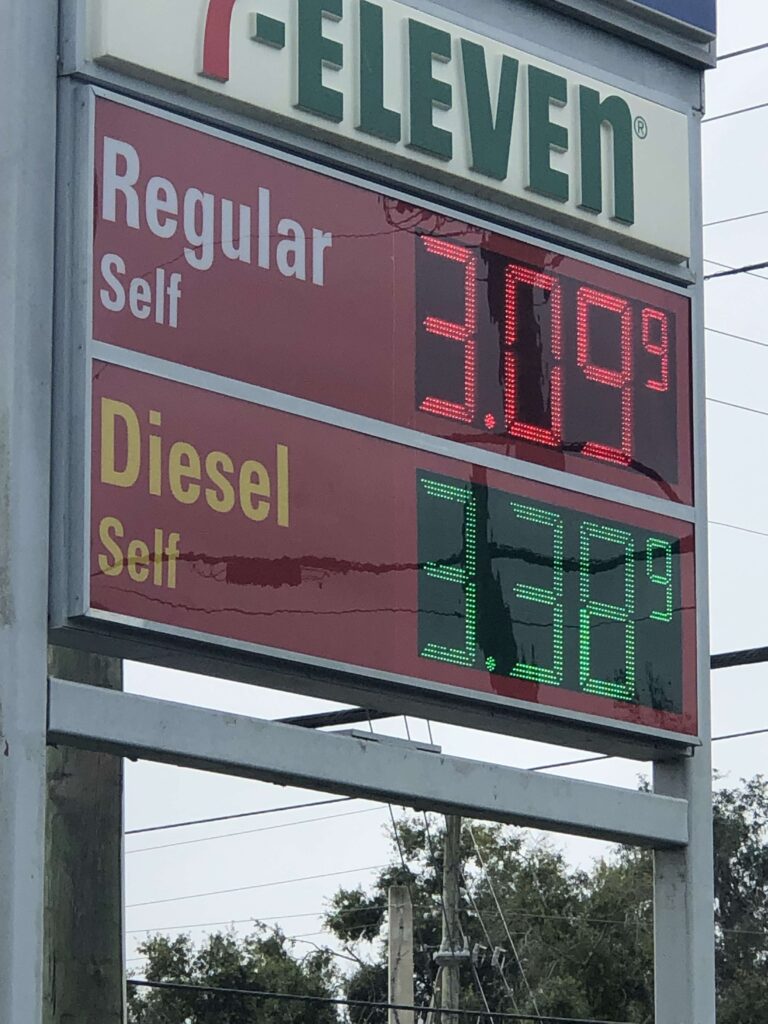 7-ELEVEn®
Regular 3.09 9
Self
Diesel 3.38 9
Self